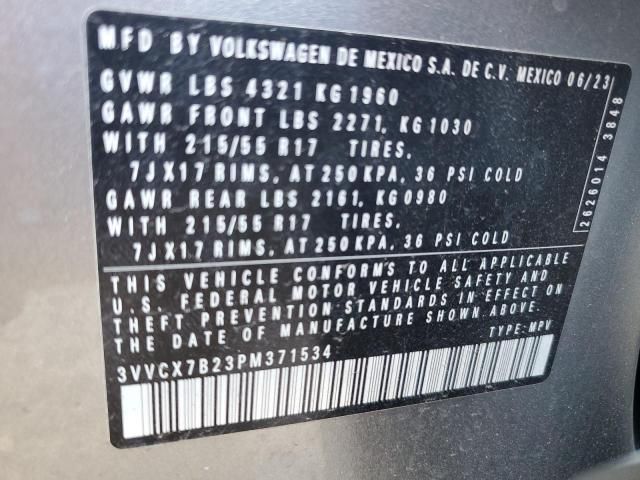 MFD BY VOLKSWAGEN DE MEXICO S.A. DE C.V. MEXICO 06/23
GVWR LBS 4321 KG 1960
GAWR FRONT LBS 2271, KG 1030
WITH 215/55 R17 TIRES,
7JX17 RIMS, AT 250 KPA, 36 PSI COLD
GAWR REAR LBS 2161, KG 0980
WITH 215/55 R17 TIRES,
7JX17 RIMS, AT 250 KPA, 36 PSI COLD
2626014 3848
THIS VEHICLE CONFORMS TO ALL APPLICABLE
U.S. FEDERAL MOTOR VEHICLE SAFETY AND
THEFT PREVENTION STANDARDS IN EFFECT ON
THE DATE OF MANUFACTURE SHOWN ABOVE.
TYPE: MPV
3VVCX7B23PM371534